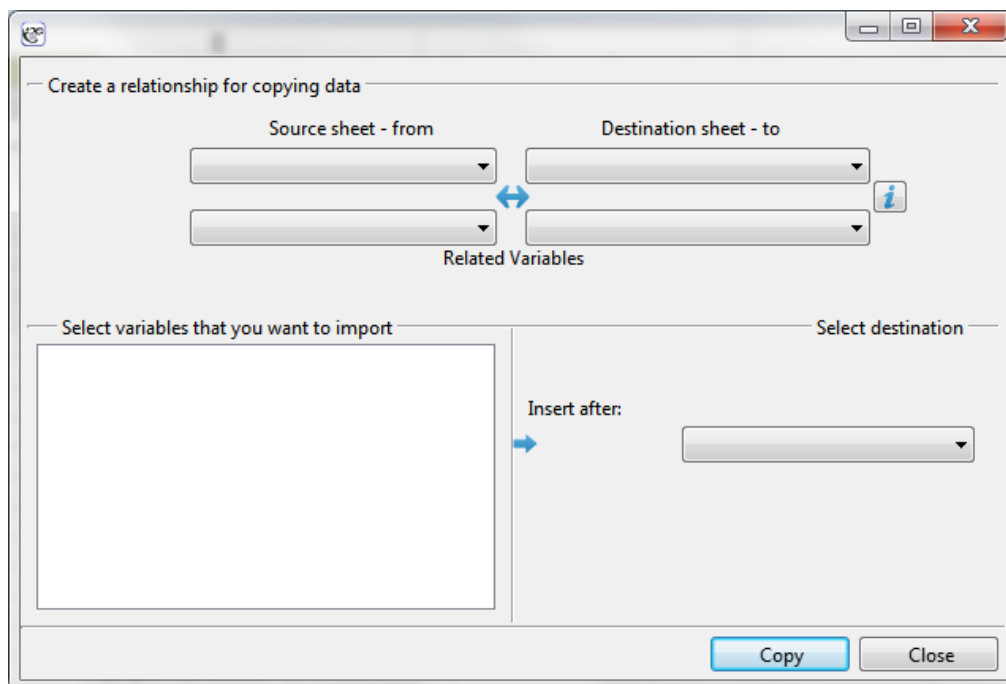 Create a relationship for copying data
Source sheet - from
Destination sheet - to
i
Related Variables
Select variables that you want to import
Select destination
Insert after:
Copy
Close